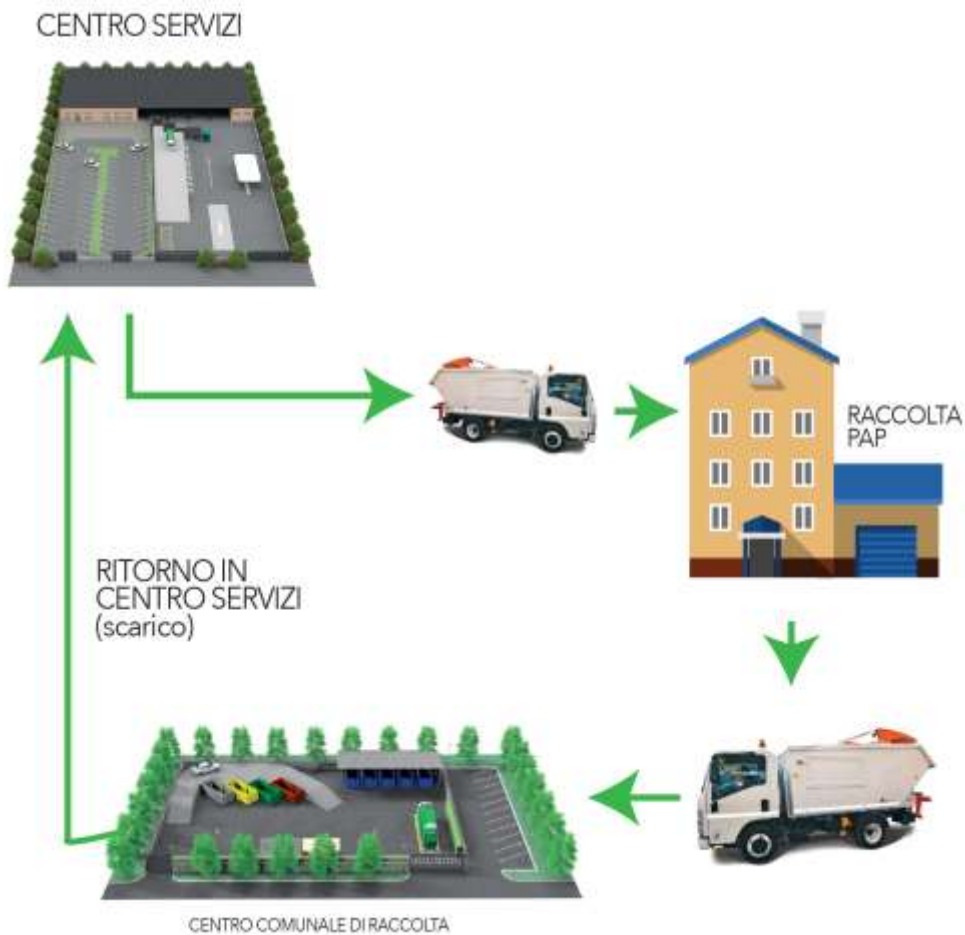 CENTRO SERVIZI
RACCOLTA
PAP
RITORNO IN
CENTRO SERVIZI
(scarico)
CENTRO COMUNALE DI RACCOLTA